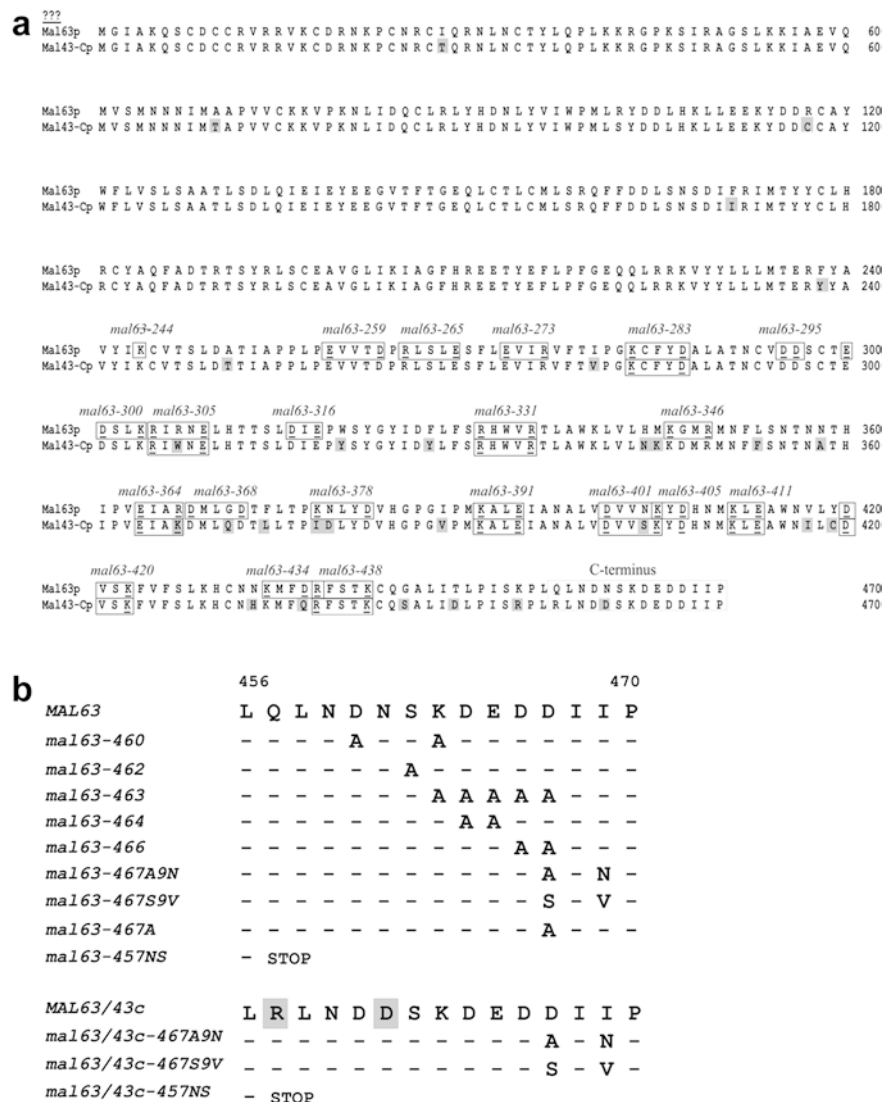 a
???
Mal63p M G I A K Q S C D C C R V R R V K C D R N K P C N R C I Q R N L N C T Y L Q P L K K R G P K S I R A G S L K K I A E V Q 60
Mal43-Cp M G I A K Q S C D C C R V R R V K C D R N K P C N R C T Q R N L N C T Y L Q P L K K R G P K S I R A G S L K K I A E V Q 60
Mal63p M V S M N N N I M A A P V V C K K V P K N L I D Q C L R L Y H D N L Y V I W P M L R Y D D L H K L L E E K Y D D R C A Y 120
Mal43-Cp M V S M N N N I M T A P V V C K K V P K N L I D Q C L R L Y H D N L Y V I W P M L S Y D D L H K L L E E K Y D D C C A Y 120
Mal63p W F L V S L S A A T L S D L Q I E I E Y E E G V T F T G E Q L C T L C M L S R Q F F D D L S N S D I F R I M T Y Y C L H 180
Mal43-Cp W F L V S L S A A T L S D L Q I E I E Y E E G V T F T G E Q L C T L C M L S R Q F F D D L S N S D I I R I M T Y Y C L H 180
Mal63p R C Y A Q F A D T R T S Y R L S C E A V G L I K I A G F H R E E T Y E F L P F G E Q Q L R R K V Y Y L L L M T E R F Y A 240
Mal43-Cp R C Y A Q F A D T R T S Y R L S C E A V G L I K I A G F H R E E T Y E F L P F G E Q Q L R R K V Y Y L L L M T E R Y Y A 240
mal63-244 mal63-259 mal63-265 mal63-273 mal63-283 mal63-295
Mal63p V Y I K C V T S L D A T I A P P L P E V V T D P R L S L E S F L E V I R V F T I P G K C F Y D A L A T N C V D D S C T E 300
Mal43-Cp V Y I K C V T S L D T T I A P P L P E V V T D P R L S L E S F L E V I R V F T V P G K C F Y D A L A T N C V D D S C T E 300
mal63-300 mal63-305 mal63-316 mal63-331 mal63-346
Mal63p D S L K R I R N E L H T T S L D I E P W S Y G Y I D F L F S R H W V R T L A W K L V L H M K G M R M N F L S N T N N T H 360
Mal43-Cp D S L K R I W N E L H T T S L D I E P Y S Y G Y I D Y L F S R H W V R T L A W K L V L N K K D M R M N F F S N T N A T H 360
mal63-364 mal63-368 mal63-378 mal63-391 mal63-401 mal63-405 mal63-411
Mal63p I P V E I A R D M L G D T F L T P K N L Y D V H G P G I P M K A L E I A N A L V D V V N K Y D H N M K L E A W N V L Y D 420
Mal43-Cp I P V E I A K D M L Q D T L L T P I D L Y D V H G P G V P M K A L E I A N A L V D V V S K Y D H N M K L E A W N I L C D 420
mal63-420 mal63-434 mal63-438 C-terminus
Mal63p V S K F V F S L K H C N N K M F D R F S T K C Q G A L I T L P I S K P L Q L N D N S K D E D D I I P 470
Mal43-Cp V S K F V F S L K H C N H K M F Q R F S T K C Q S A L I D L P I S R P L R L N D D S K D E D D I I P 470
b
456 470
MAL63 L Q L N D N S K D E D D I I P
mal63-460 - - - - A - - A - - - - - - -
mal63-462 - - - - - - A - - - - - - - -
mal63-463 - - - - - - - A A A A A - - -
mal63-464 - - - - - - - - A A - - - - -
mal63-466 - - - - - - - - - - A A - - -
mal63-467A9N - - - - - - - - - - - A - N -
mal63-467S9V - - - - - - - - - - - S - V -
mal63-467A - - - - - - - - - - - A - - -
mal63-457NS - STOP
MAL63/43c L R L N D D S K D E D D I I P
mal63/43c-467A9N - - - - - - - - - - - A - N -
mal63/43c-467S9V - - - - - - - - - - - S - V -
mal63/43c-457NS - STOP